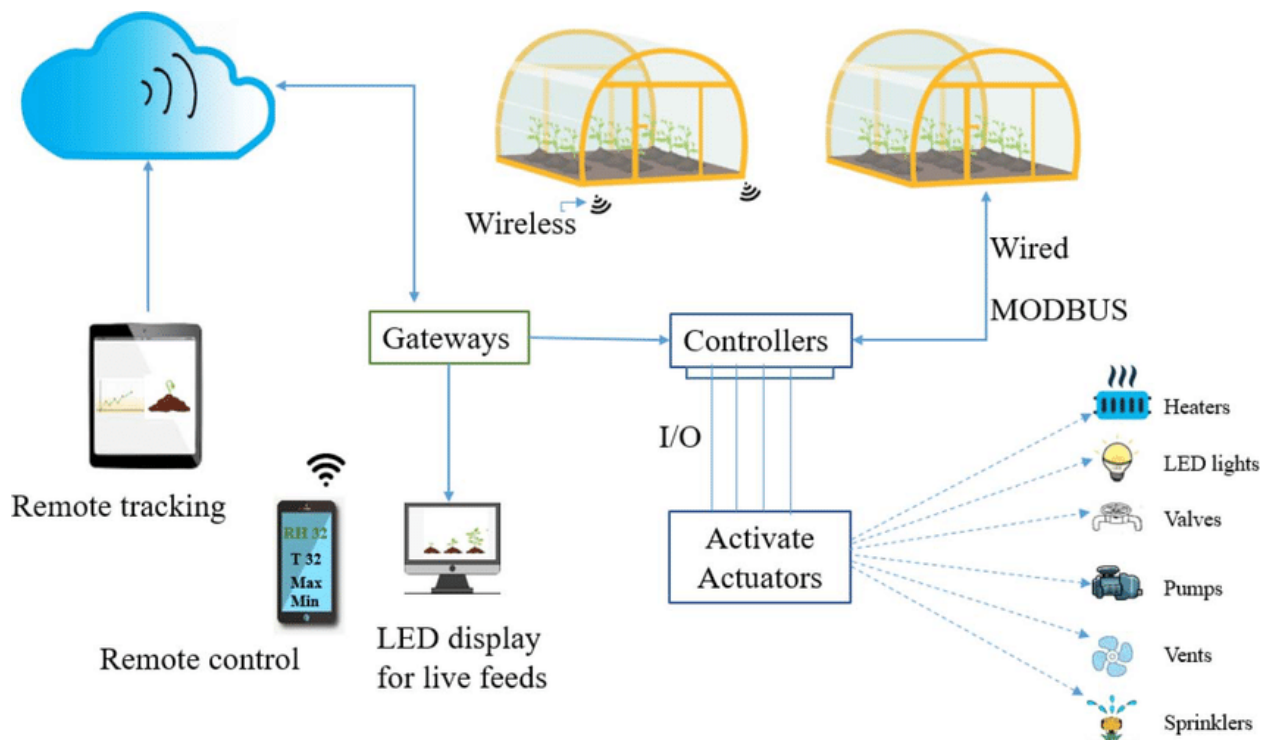 Wireless
Wired
MODBUS
Gateways
Controllers
I/O
Activate
Actuators
Heaters
LED lights
Valves
Pumps
Vents
Sprinklers
Remote tracking
RH 32
T 32
Max
Min
Remote control
LED display
for live feeds